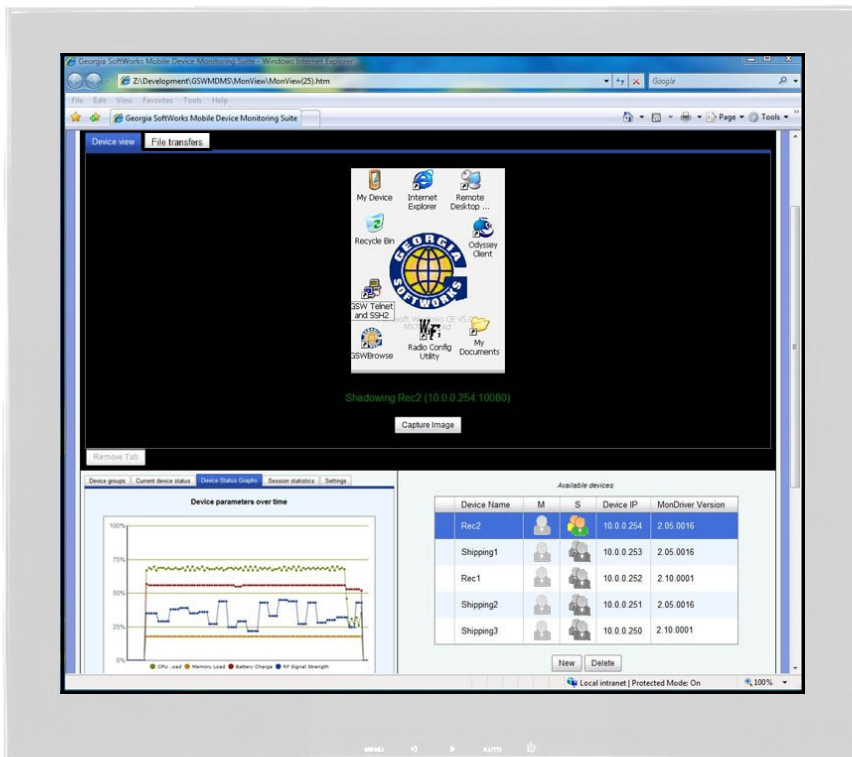 Georgia SoftWorks Mobile Device Monitoring Suite - Windows Internet Explorer
Z:\Development\GSWMDMS\MonView\MonView(25).htm
Google
File Edit View Favorites Tools Help
Georgia SoftWorks Mobile Device Monitoring Suite
Page Tools
Device view File transfers
My Device Internet Explorer Remote Desktop ...
Recycle Bin
Odyssey Client
GEORGIA SOFTWORKS
GSW Telnet and SSH2
GSWBrowse
Radio Config Utility
My Documents
Shadowing Rec2 (10.0.0.254 10080)
Capture Image
Remove Tab
Device groups Current device status Device Status Graphs Session statistics Settings
Device parameters over time
100%
75%
50%
25%
0%
CPU Memory Load Battery Charge RF Signal Strength
Available devices
Device Name M S Device IP MonDriver Version
Rec2 10.0.0.254 2.05.0016
Shipping1 10.0.0.253 2.05.0016
Rec1 10.0.0.252 2.10.0001
Shipping2 10.0.0.251 2.05.0016
Shipping3 10.0.0.250 2.10.0001
New Delete
Local intranet | Protected Mode: On 100%
MENU AUTO